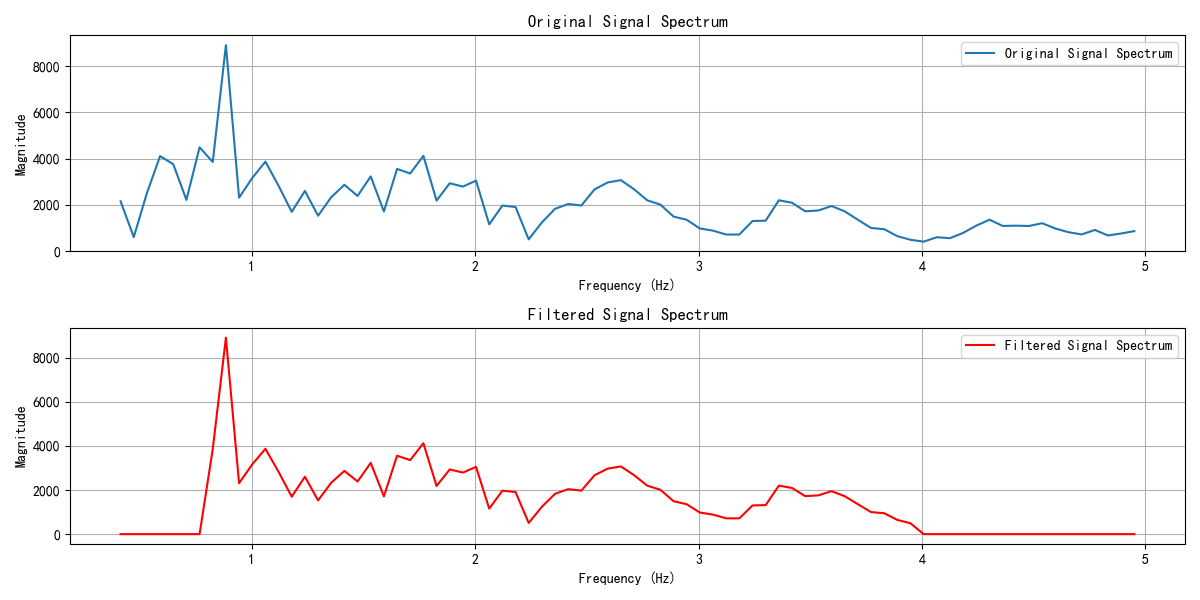 Original Signal Spectrum
Original Signal Spectrum
Magnitude
8000
6000
4000
2000
0
1
2
3
4
5
Frequency (Hz)
Filtered Signal Spectrum
Filtered Signal Spectrum
Magnitude
8000
6000
4000
2000
0
1
2
3
4
5
Frequency (Hz)